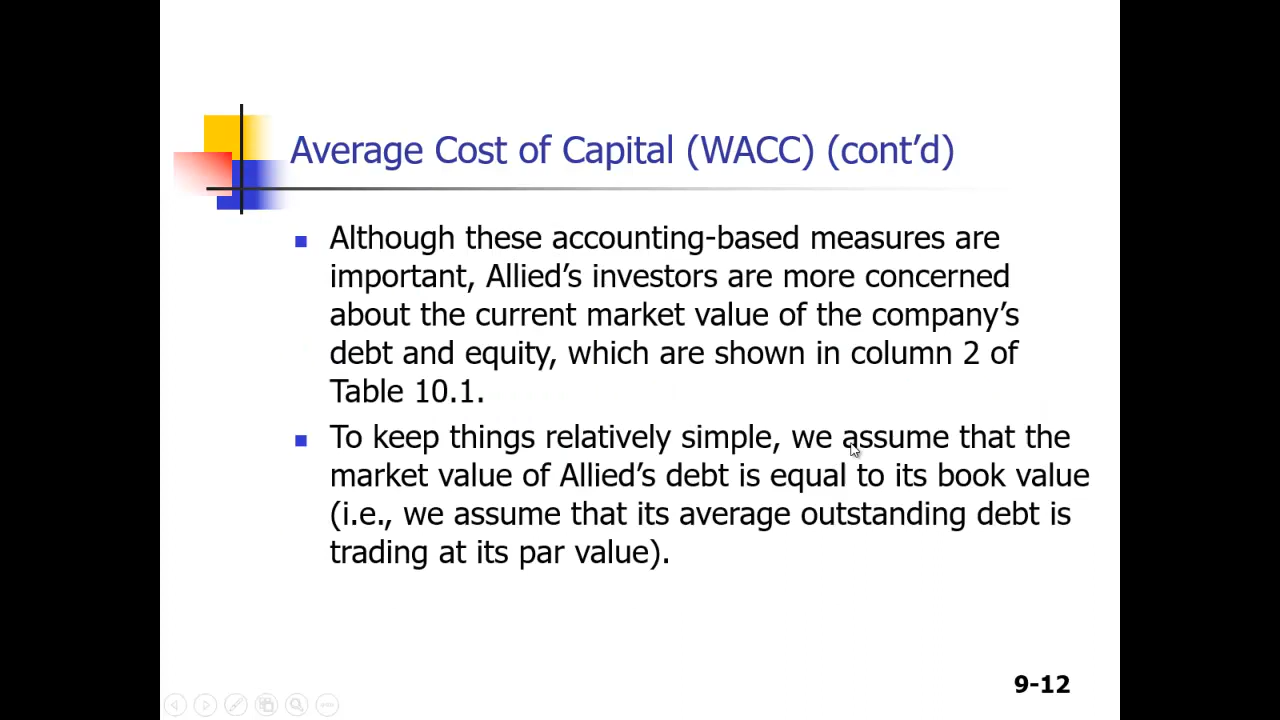 Average Cost of Capital (WACC) (cont’d)
Although these accounting-based measures are
important, Allied’s investors are more concerned
about the current market value of the company’s
debt and equity, which are shown in column 2 of
Table 10.1.
To keep things relatively simple, we assume that the
market value of Allied’s debt is equal to its book value
(i.e., we assume that its average outstanding debt is
trading at its par value).
9-12